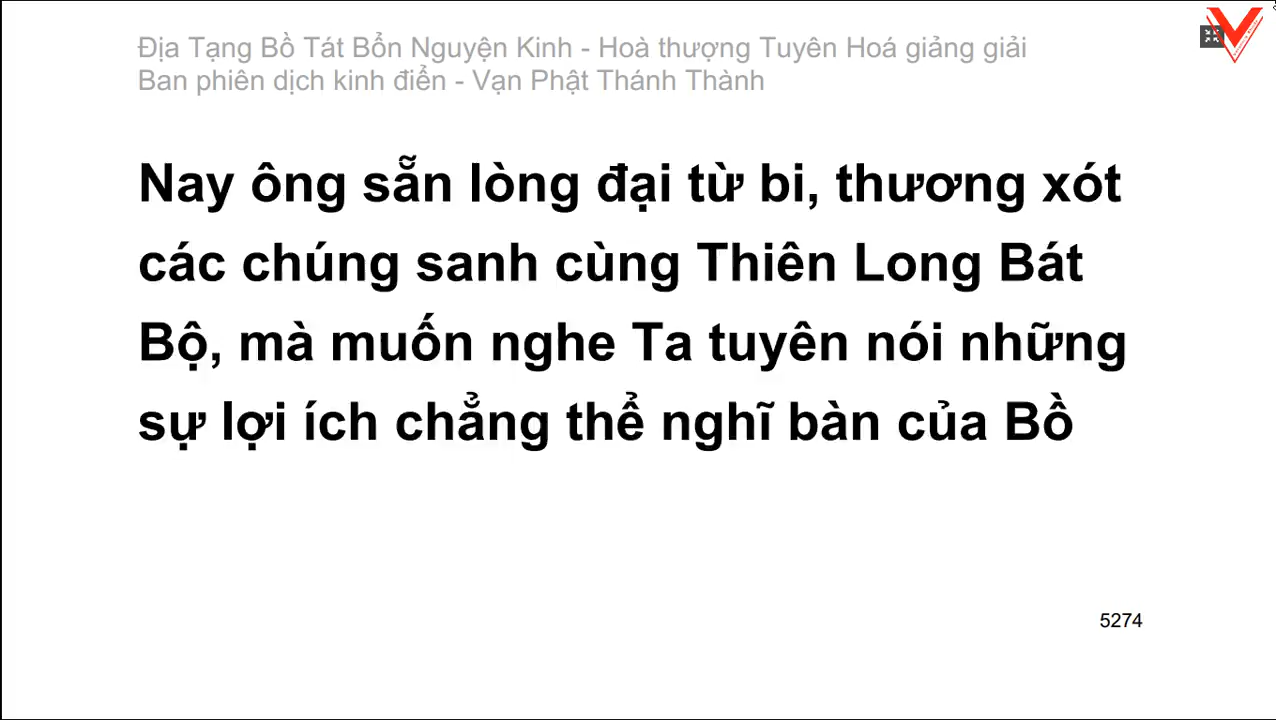 Địa Tạng Bồ Tát Bổn Nguyện Kinh - Hoà thượng Tuyên Hoá giảng giải
Ban phiên dịch kinh điển - Vạn Phật Thánh Thành
Nay ông sẵn lòng đại từ bi, thương xót
các chúng sanh cùng Thiên Long Bát
Bộ, mà muốn nghe Ta tuyên nói những
sự lợi ích chẳng thể nghĩ bàn của Bồ
5274